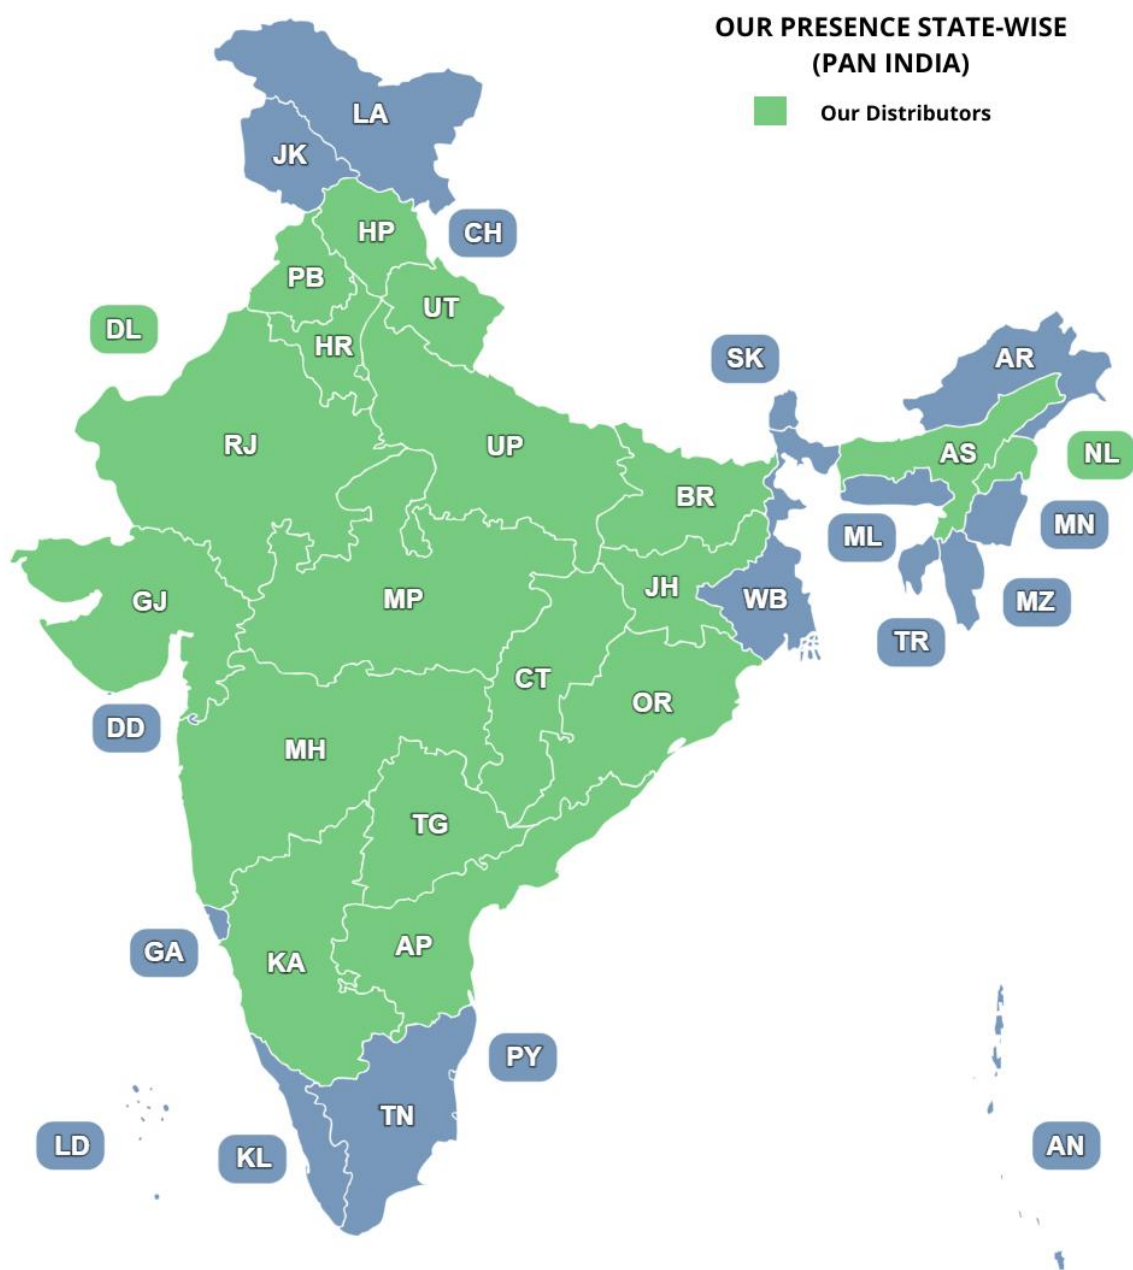 OUR PRESENCE STATE-WISE
(PAN INDIA)
Our Distributors
LA
JK
HP
CH
PB
UT
DL
HR
SK
AR
RJ
UP
AS
NL
BR
MN
ML
GJ
MP
JH
WB
MZ
TR
CT
OR
DD
MH
TG
GA
KA
AP
PY
TN
LD
KL
AN